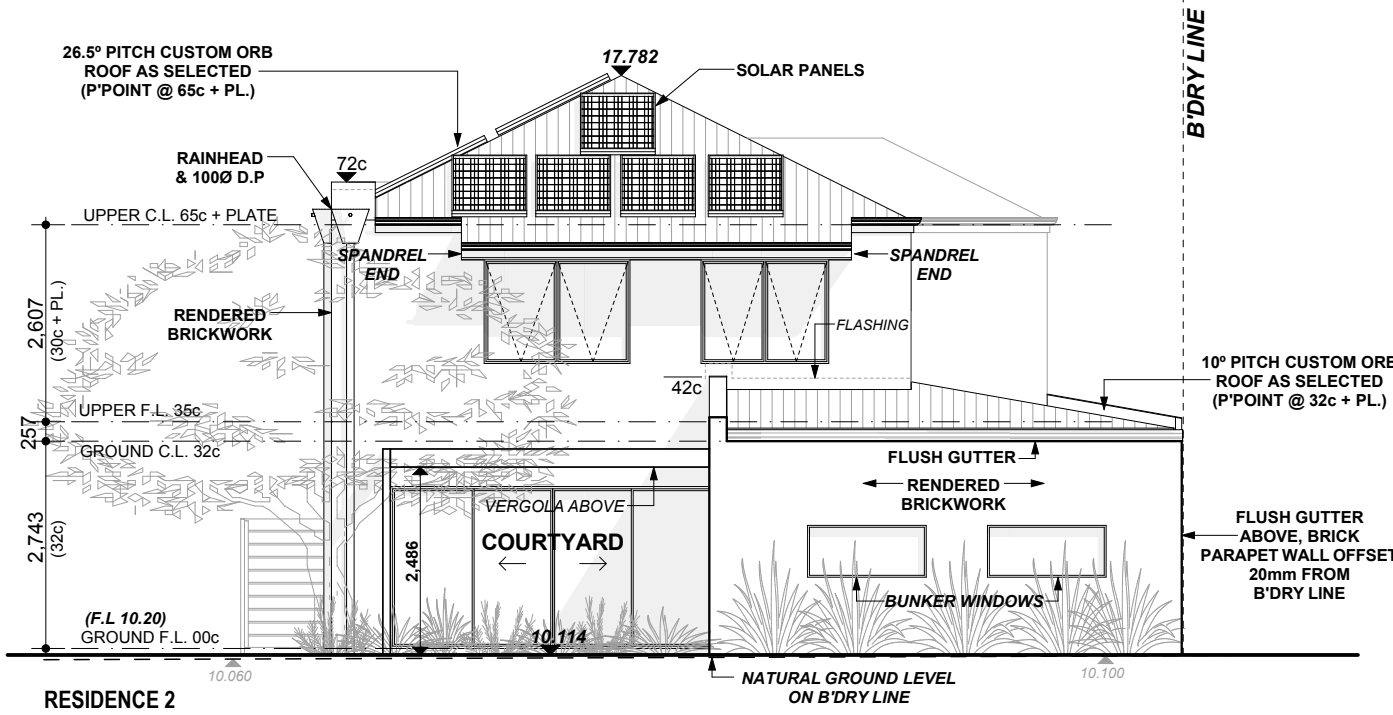 26.5º PITCH CUSTOM ORB
ROOF AS SELECTED
(P'POINT @ 65c + PL.)
17.782
SOLAR PANELS
B'DRY LINE
RAINHEAD
& 100Ø D.P
72c
UPPER C.L. 65c + PLATE
SPANDREL
END
SPANDREL
END
2,607
(30c + PL.)
RENDERED
BRICKWORK
FLASHING
42c
10º PITCH CUSTOM ORB
ROOF AS SELECTED
(P'POINT @ 32c + PL.)
UPPER F.L. 35c
257
GROUND C.L. 32c
FLUSH GUTTER
RENDERED
BRICKWORK
VERGOLA ABOVE
COURTYARD
2,743
(32c)
2,486
FLUSH GUTTER
ABOVE, BRICK
PARAPET WALL OFFSET
20mm FROM
B'DRY LINE
BUNKER WINDOWS
(F.L 10.20)
GROUND F.L. 00c
10.114
10.060
10.100
NATURAL GROUND LEVEL
ON B'DRY LINE
RESIDENCE 2